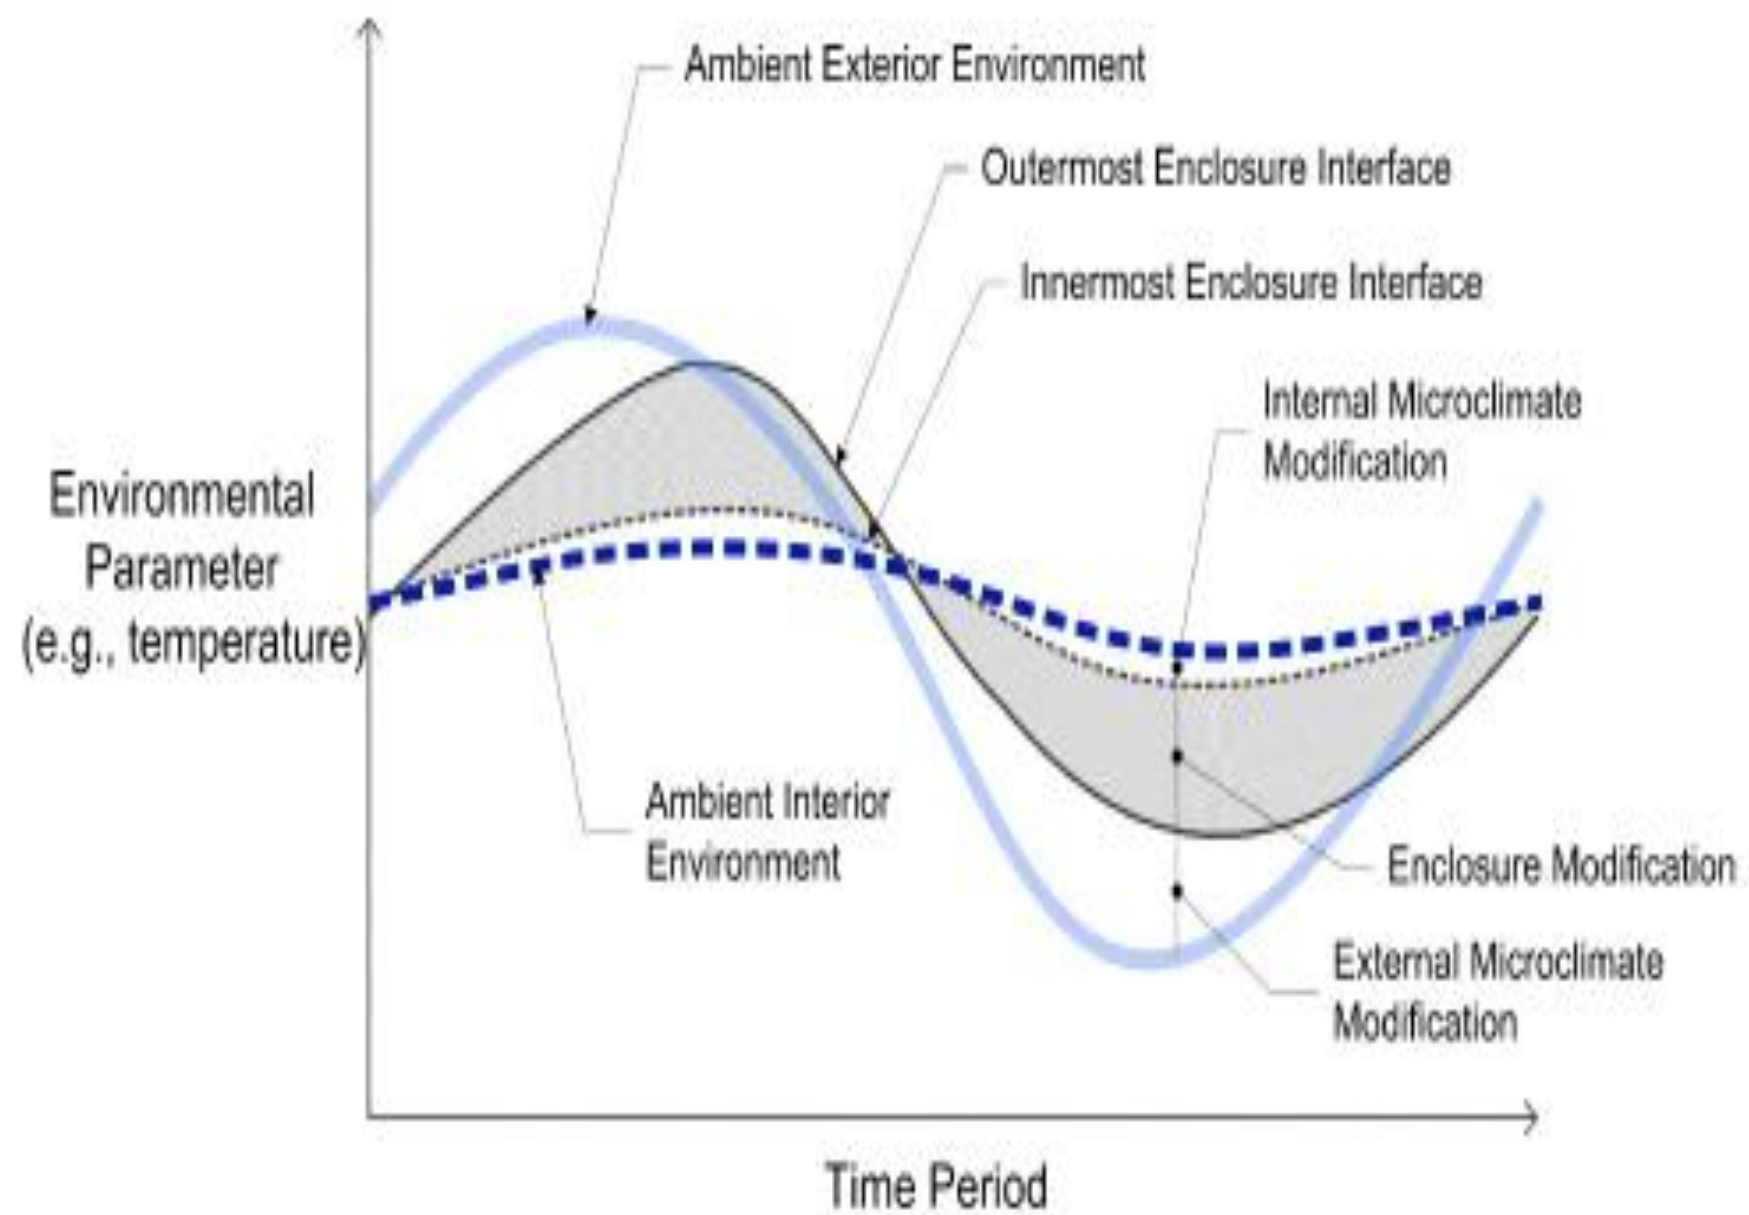 Ambient Exterior Environment
Outermost Enclosure Interface
Innermost Enclosure Interface
Internal Microclimate
Modification
Environmental
Parameter
(e.g., temperature)
Ambient Interior
Environment
Enclosure Modification
External Microclimate
Modification
Time Period